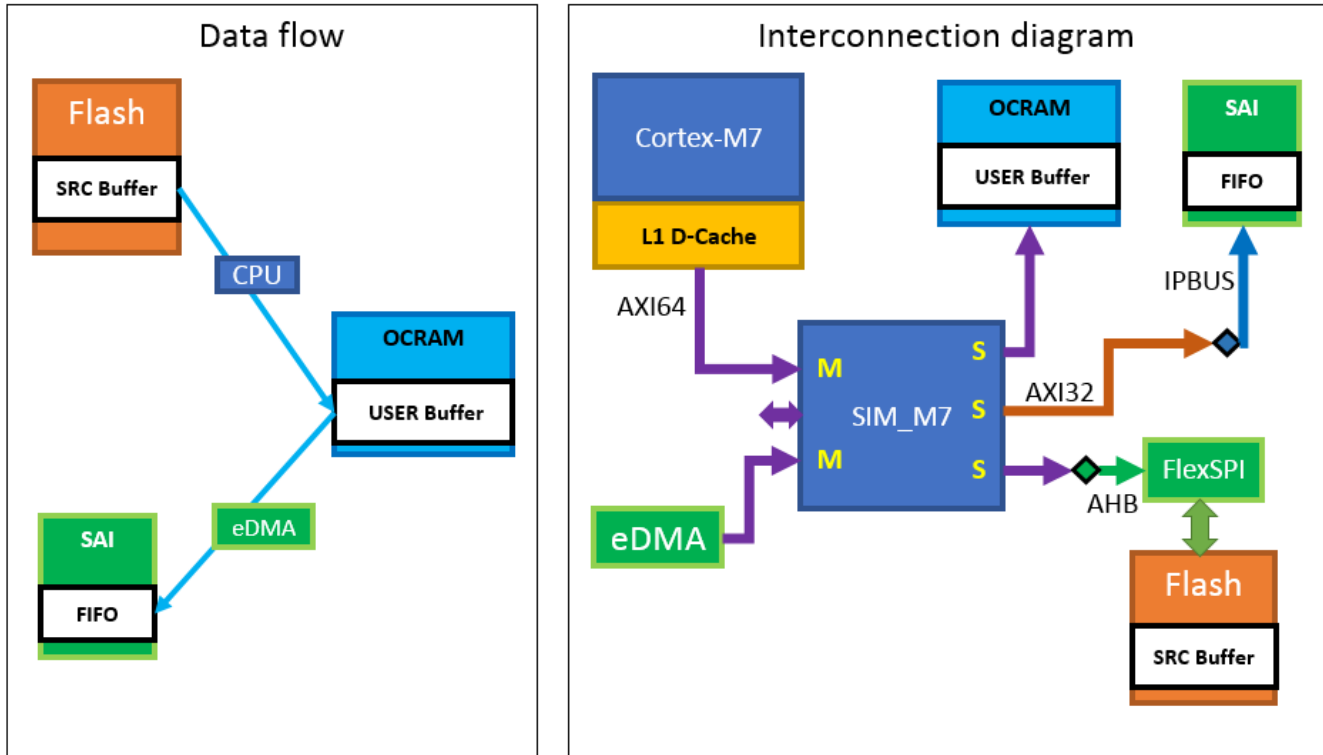 Data flow
Flash
SRC Buffer
CPU
OCRAM
USER Buffer
eDMA
SAI
FIFO
Interconnection diagram
Cortex-M7
L1 D-Cache
OCRAM
USER Buffer
SAI
FIFO
AXI64
IPBUS
M
S
AXI32
SIM_M7
S
M
S
FlexSPI
AHB
eDMA
Flash
SRC Buffer